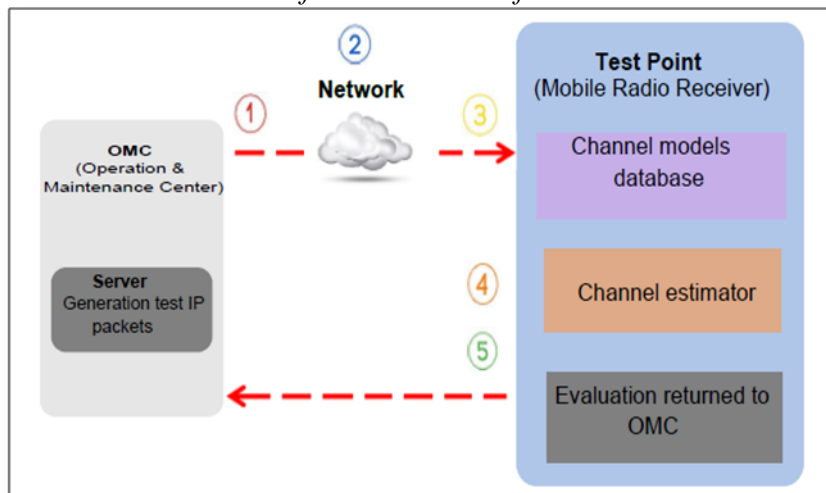 ①
②
Network
③
OMC
(Operation &
Maintenance Center)
Server
Generation test IP
packets
Test Point
(Mobile Radio Receiver)
Channel models
database
④
Channel estimator
⑤
Evaluation returned to
OMC